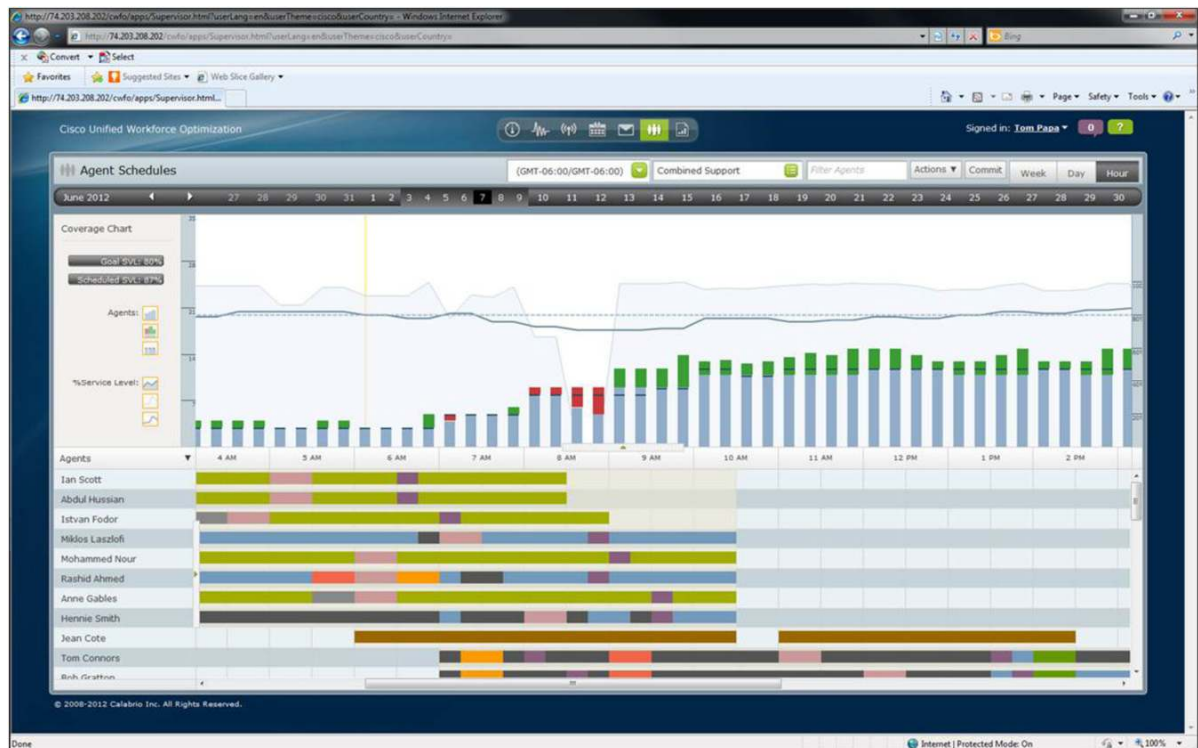 http://74.203.208.202/cwfo/apps/Supervisor.html?userLang=en&userTheme=cisco&userCountry= - Windows Internet Explorer
http://74.203.208.202/cwfo/apps/Supervisor.html?userLang=en&userTheme=cisco&userCountry=
Bing
x Convert Select
Favorites Suggested Sites Web Slice Gallery
http://74.203.208.202/cwfo/apps/Supervisor.html...
Page Safety Tools
Cisco Unified Workforce Optimization
Signed in: Tom Papa 0 ?
Agent Schedules
(GMT-06:00/GMT-06:00) Combined Support Filter Agents Actions Commit Week Day Hour
June 2012 27 28 29 30 31 1 2 3 4 5 6 7 8 9 10 11 12 13 14 15 16 17 18 19 20 21 22 23 24 25 26 27 28 29 30
Coverage Chart
35
Goal SVL: 80%
28
Scheduled SVL: 87%
Agents:
21
14
%Service Level:
7
Agents 4 AM 5 AM 6 AM 7 AM 8 AM 9 AM 10 AM 11 AM 12 PM 1 PM 2 PM
Ian Scott
Abdul Hussian
Istvan Fodor
Miklos Laszlofi
Mohammed Nour
Rashid Ahmed
Anne Gables
Hennie Smith
Jean Cote
Tom Connors
Bob Gratton
© 2008-2012 Calabrio Inc. All Rights Reserved.
Done
Internet | Protected Mode: On 100%